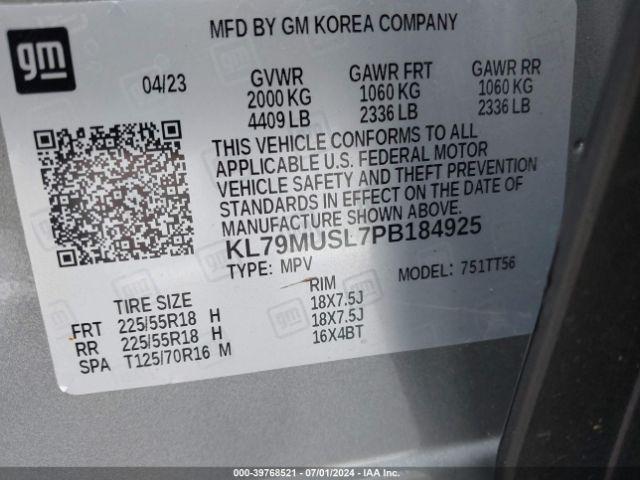 MFD BY GM KOREA COMPANY
gm
04/23 GVWR GAWR FRT GAWR RR
2000 KG 1060 KG 1060 KG
4409 LB 2336 LB 2336 LB
THIS VEHICLE CONFORMS TO ALL
APPLICABLE U.S. FEDERAL MOTOR
VEHICLE SAFETY AND THEFT PREVENTION
STANDARDS IN EFFECT ON THE DATE OF
MANUFACTURE SHOWN ABOVE.
KL79MUSL7PB184925
TYPE: MPV MODEL: 751TT56
TIRE SIZE RIM
FRT 225/55R18 H 18X7.5J
RR 225/55R18 H 18X7.5J
SPA T125/70R16 M 16X4BT
000-39768521 / 07/01/2024 - IAA Inc.